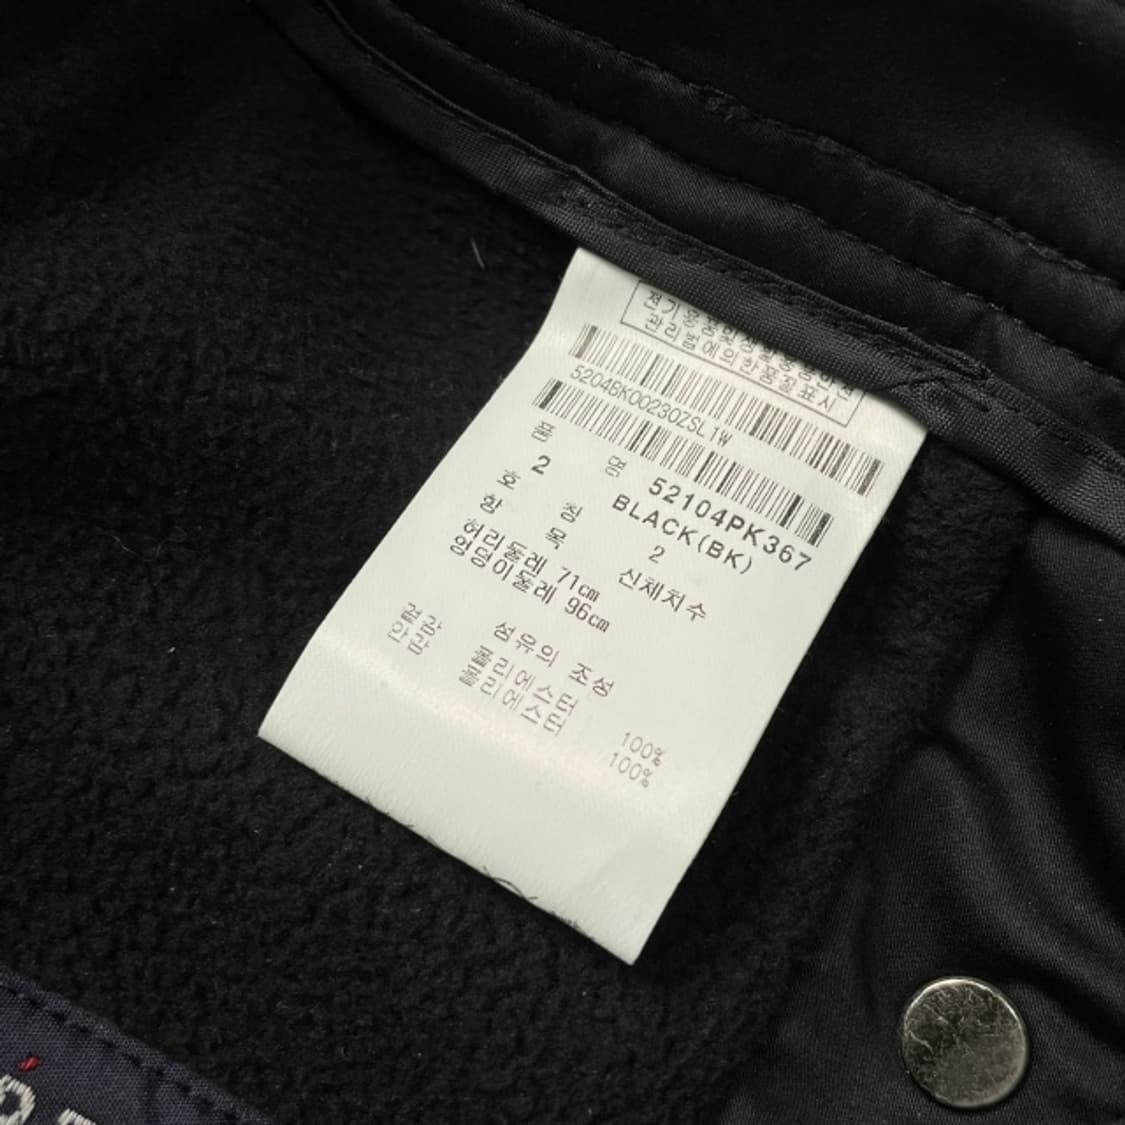 전기용품및생활용품안전
관리법에의한품질표시
5204BK00230ZSL1W
품 명 52104PK367
2 BLACK(BK)
호 칭 2
항 목 신체치수
허리둘레 71cm
엉덩이둘레 96cm
섬유의 조성
겉감 폴리에스터 100%
안감 폴리에스터 100%